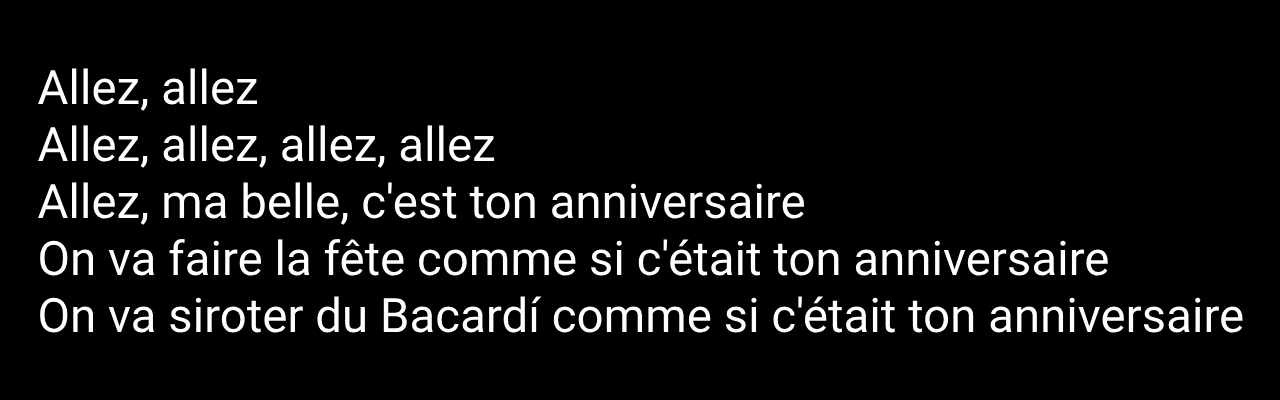 Allez, allez
Allez, allez, allez, allez
Allez, ma belle, c'est ton anniversaire
On va faire la fête comme si c'était ton anniversaire
On va siroter du Bacardí comme si c'était ton anniversaire